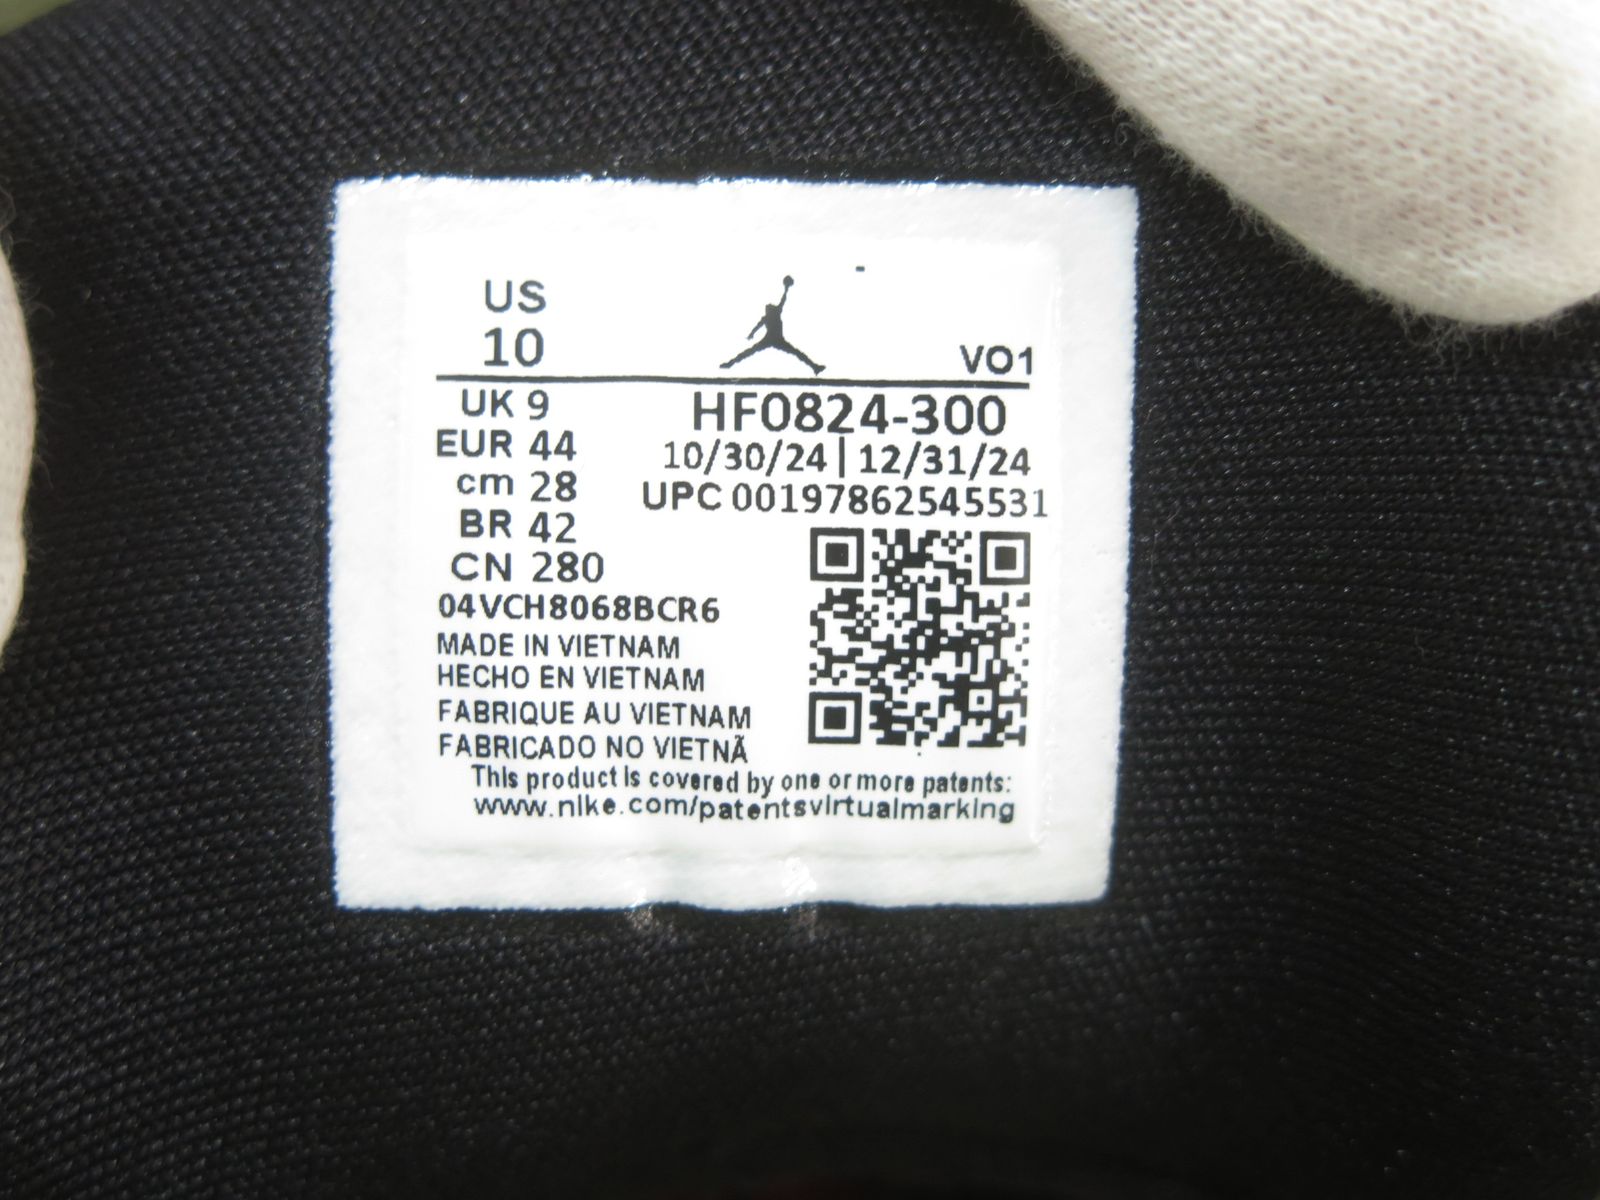 US
10
VO1
UK 9
HF0824-300
EUR 44
10/30/24 | 12/31/24
cm 28
UPC 00197862545531
BR 42
CN 280
04VCH8068BCR6
MADE IN VIETNAM
HECHO EN VIETNAM
FABRIQUE AU VIETNAM
FABRICADO NO VIETNÃ
This product is covered by one or more patents:
www.nike.com/patentsvirtualmarking